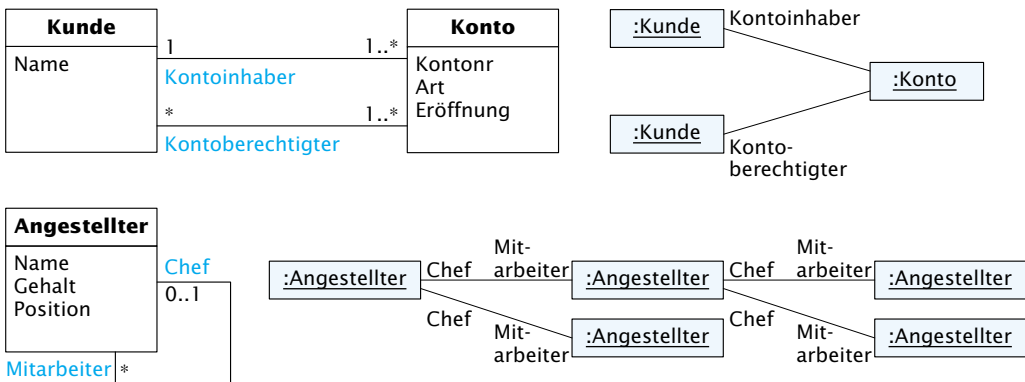 Kunde
Name
1
1..*
Kontoinhaber
*
1..*
Kontoberechtigter
Konto
Kontonr
Art
Eröffnung
:Kunde
Kontoinhaber
:Konto
:Kunde
Konto-
berechtigter
Angestellter
Name
Gehalt
Position
Chef
0..1
Mitarbeiter
*
:Angestellter
Chef
Mit-
arbeiter
:Angestellter
Chef
Mit-
arbeiter
:Angestellter
Chef
Mit-
arbeiter
:Angestellter
Chef
Mit-
arbeiter
:Angestellter